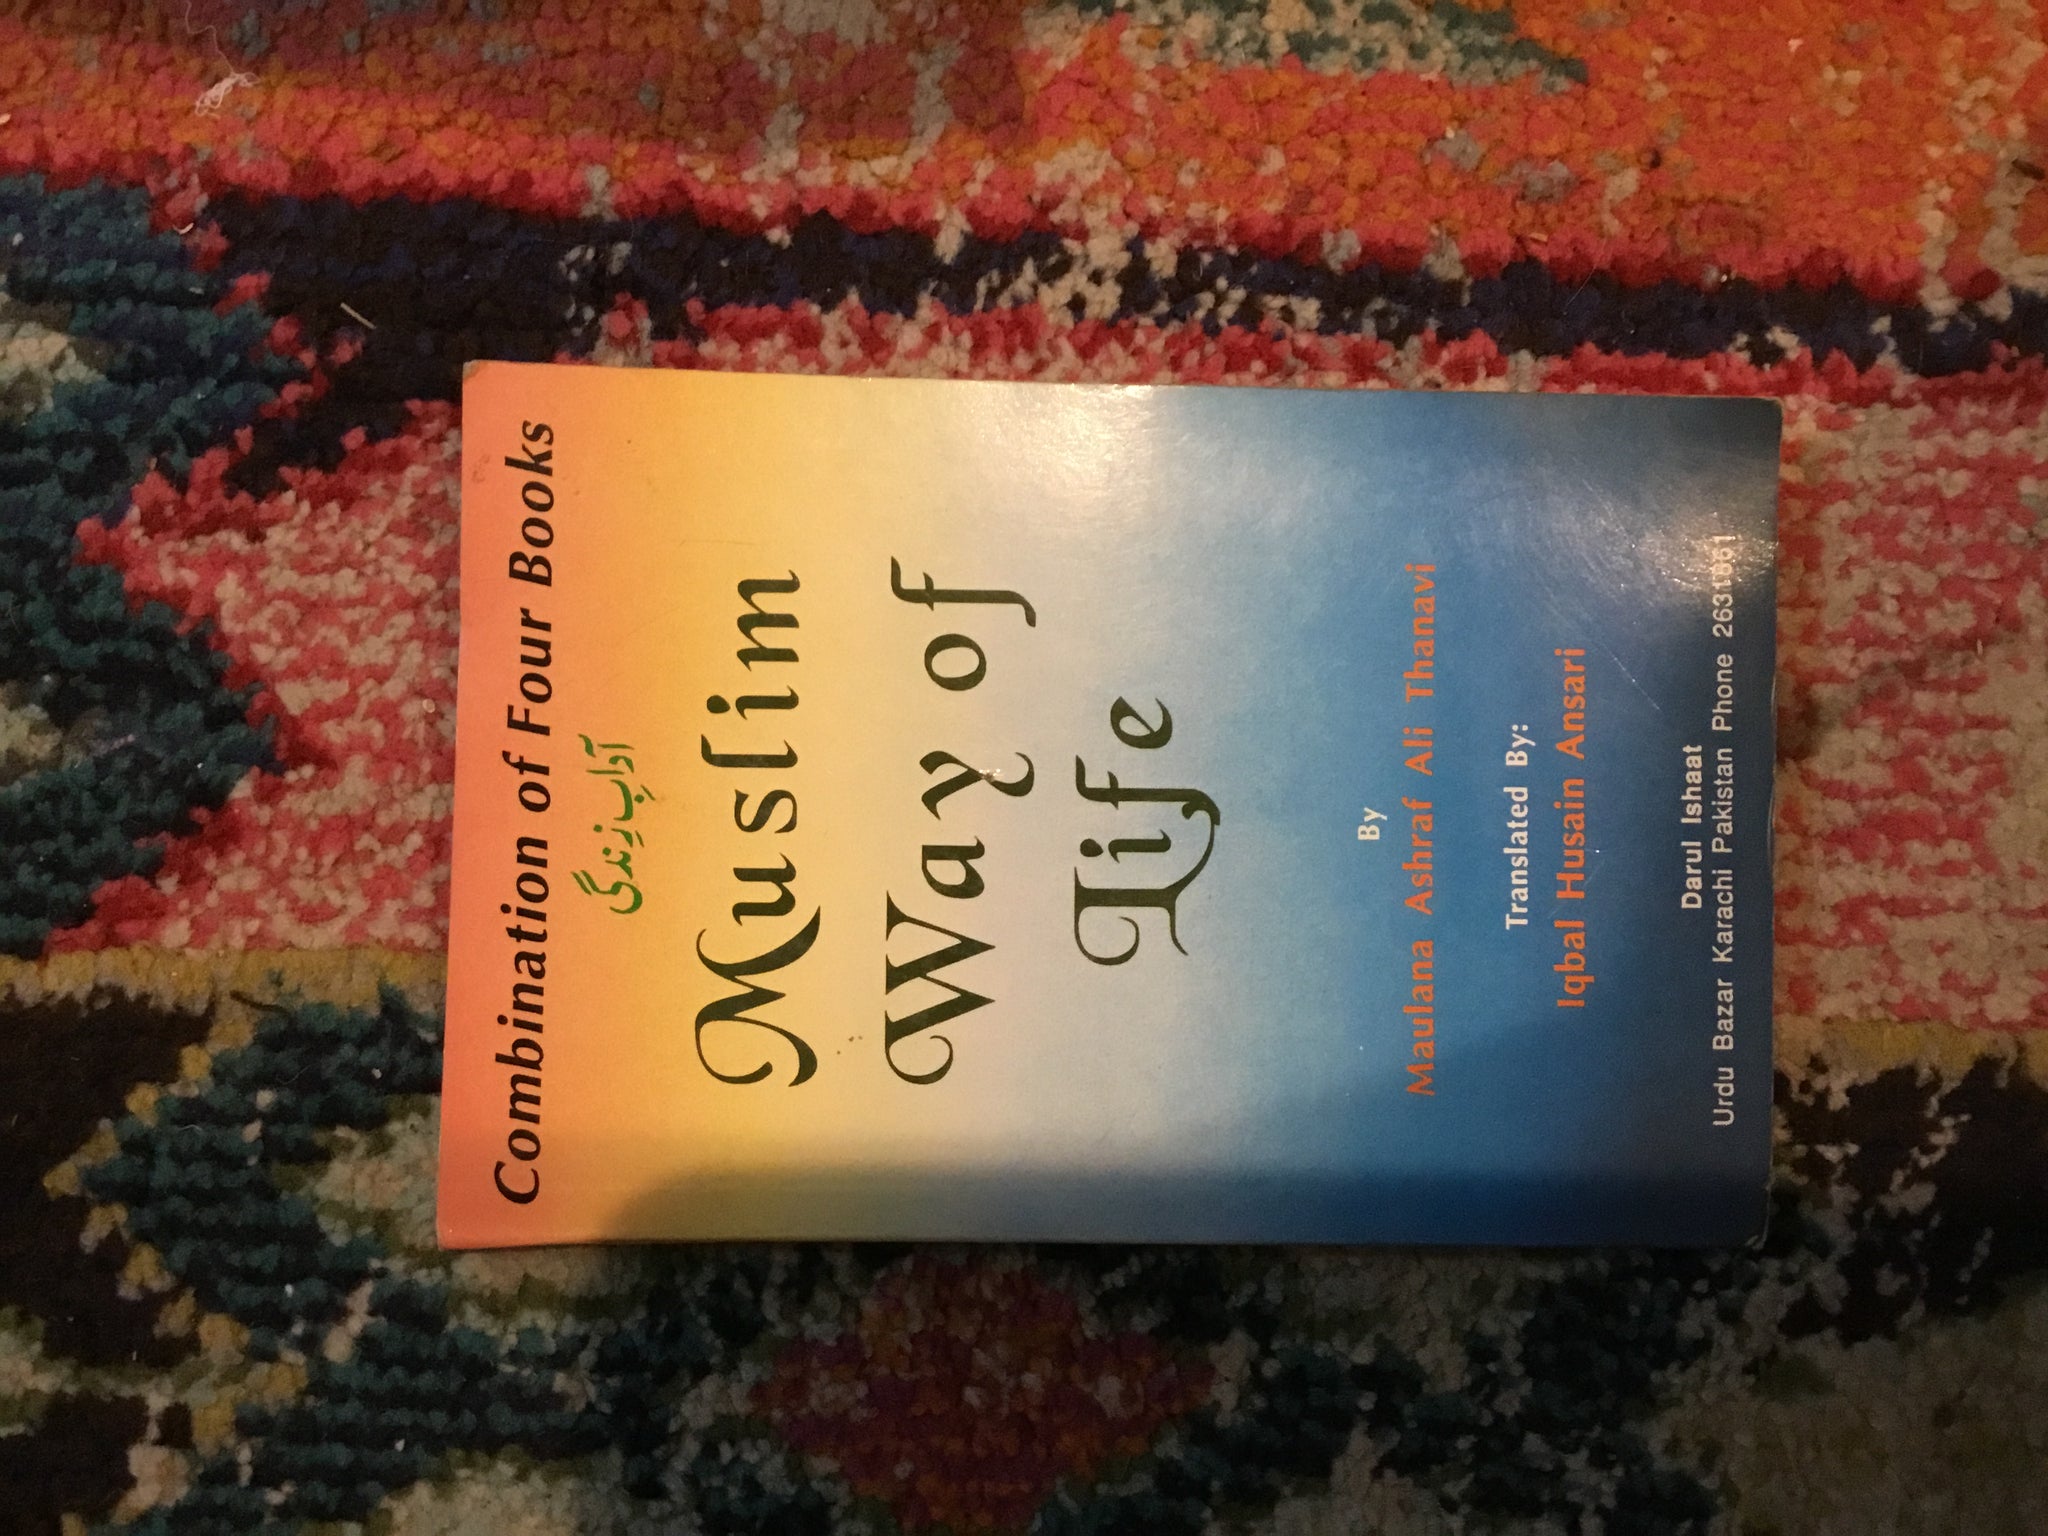 Combination of Four Books
آدابِ زندگی
Muslim
Way of
Life
By
Maulana Ashraf Ali Thanavi
Translated By:
Iqbal Husain Ansari
Darul Ishaat
Urdu Bazar Karachi Pakistan Phone 2631861